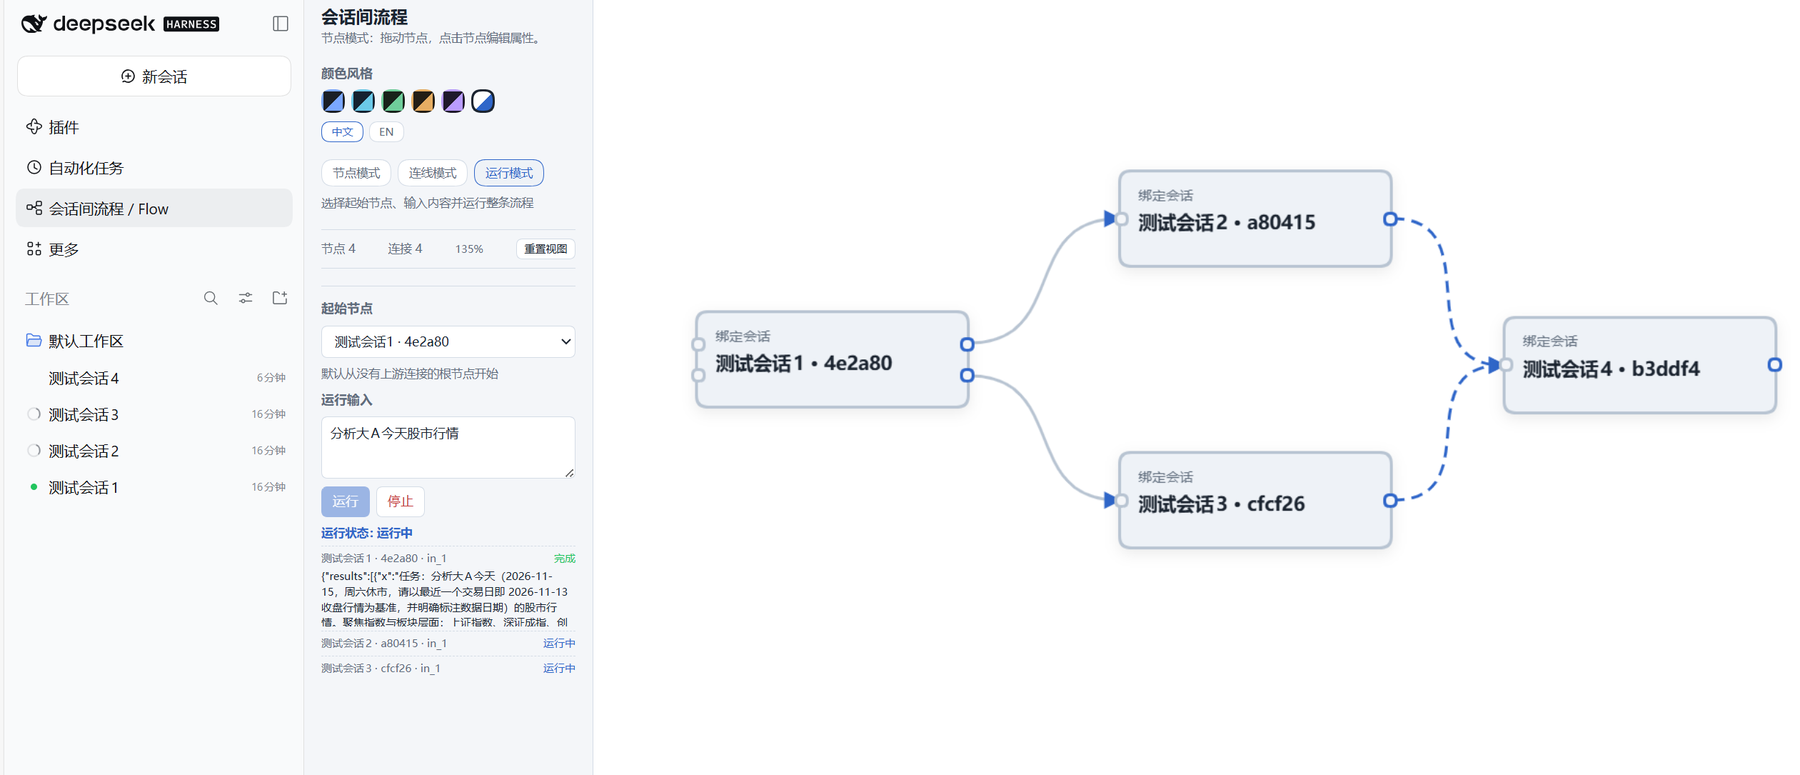 deepseek HARNESS
新会话
插件
自动化任务
会话间流程 / Flow
更多
工作区
默认工作区
测试会话4 6分钟
测试会话3 16分钟
测试会话2 16分钟
测试会话1 16分钟
会话间流程
节点模式：拖动节点，点击节点编辑属性。
颜色风格
中文 EN
节点模式 连线模式 运行模式
选择起始节点、输入内容并运行整条流程
节点 4 连接 4 135% 重置视图
起始节点
测试会话1 · 4e2a80
默认从没有上游连接的根节点开始
运行输入
分析大A今天股市行情
运行 停止
运行状态: 运行中
测试会话1 · 4e2a80 · in_1 完成
{"results":[{"x":"任务：分析大A今天（2026-11-
15，周六休市，请以最近一个交易日即 2026-11-13
收盘行情为基准，并明确标注数据日期）的股市行
情。聚焦指数与板块层面：上证指数、深证成指、创
测试会话2 · a80415 · in_1 运行中
测试会话3 · cfcf26 · in_1 运行中
绑定会话
测试会话1 • 4e2a80
绑定会话
测试会话2 • a80415
绑定会话
测试会话3 • cfcf26
绑定会话
测试会话4 • b3ddf4